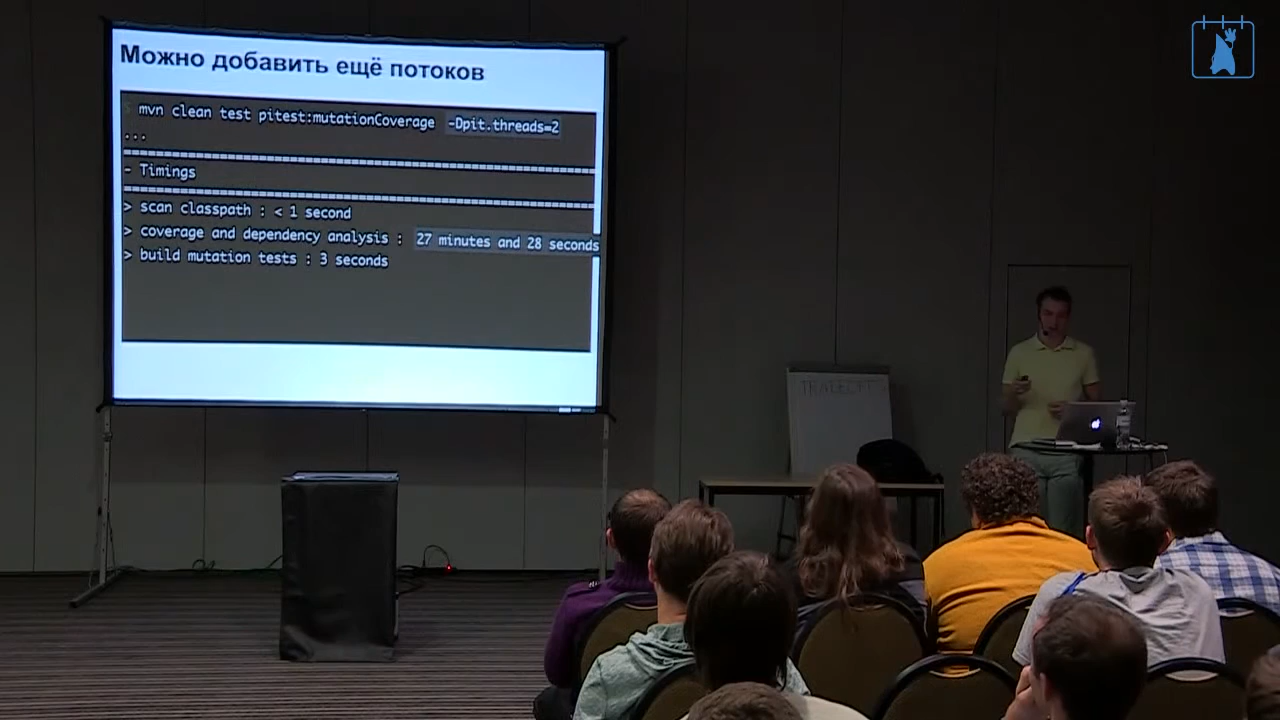 Можно добавить ещё потоков
$ mvn clean test pitest:mutationCoverage -Dpit.threads=2
...
================================================================
- Timings
================================================================
> scan classpath : < 1 second
> coverage and dependency analysis : 27 minutes and 28 seconds
> build mutation tests : 3 seconds